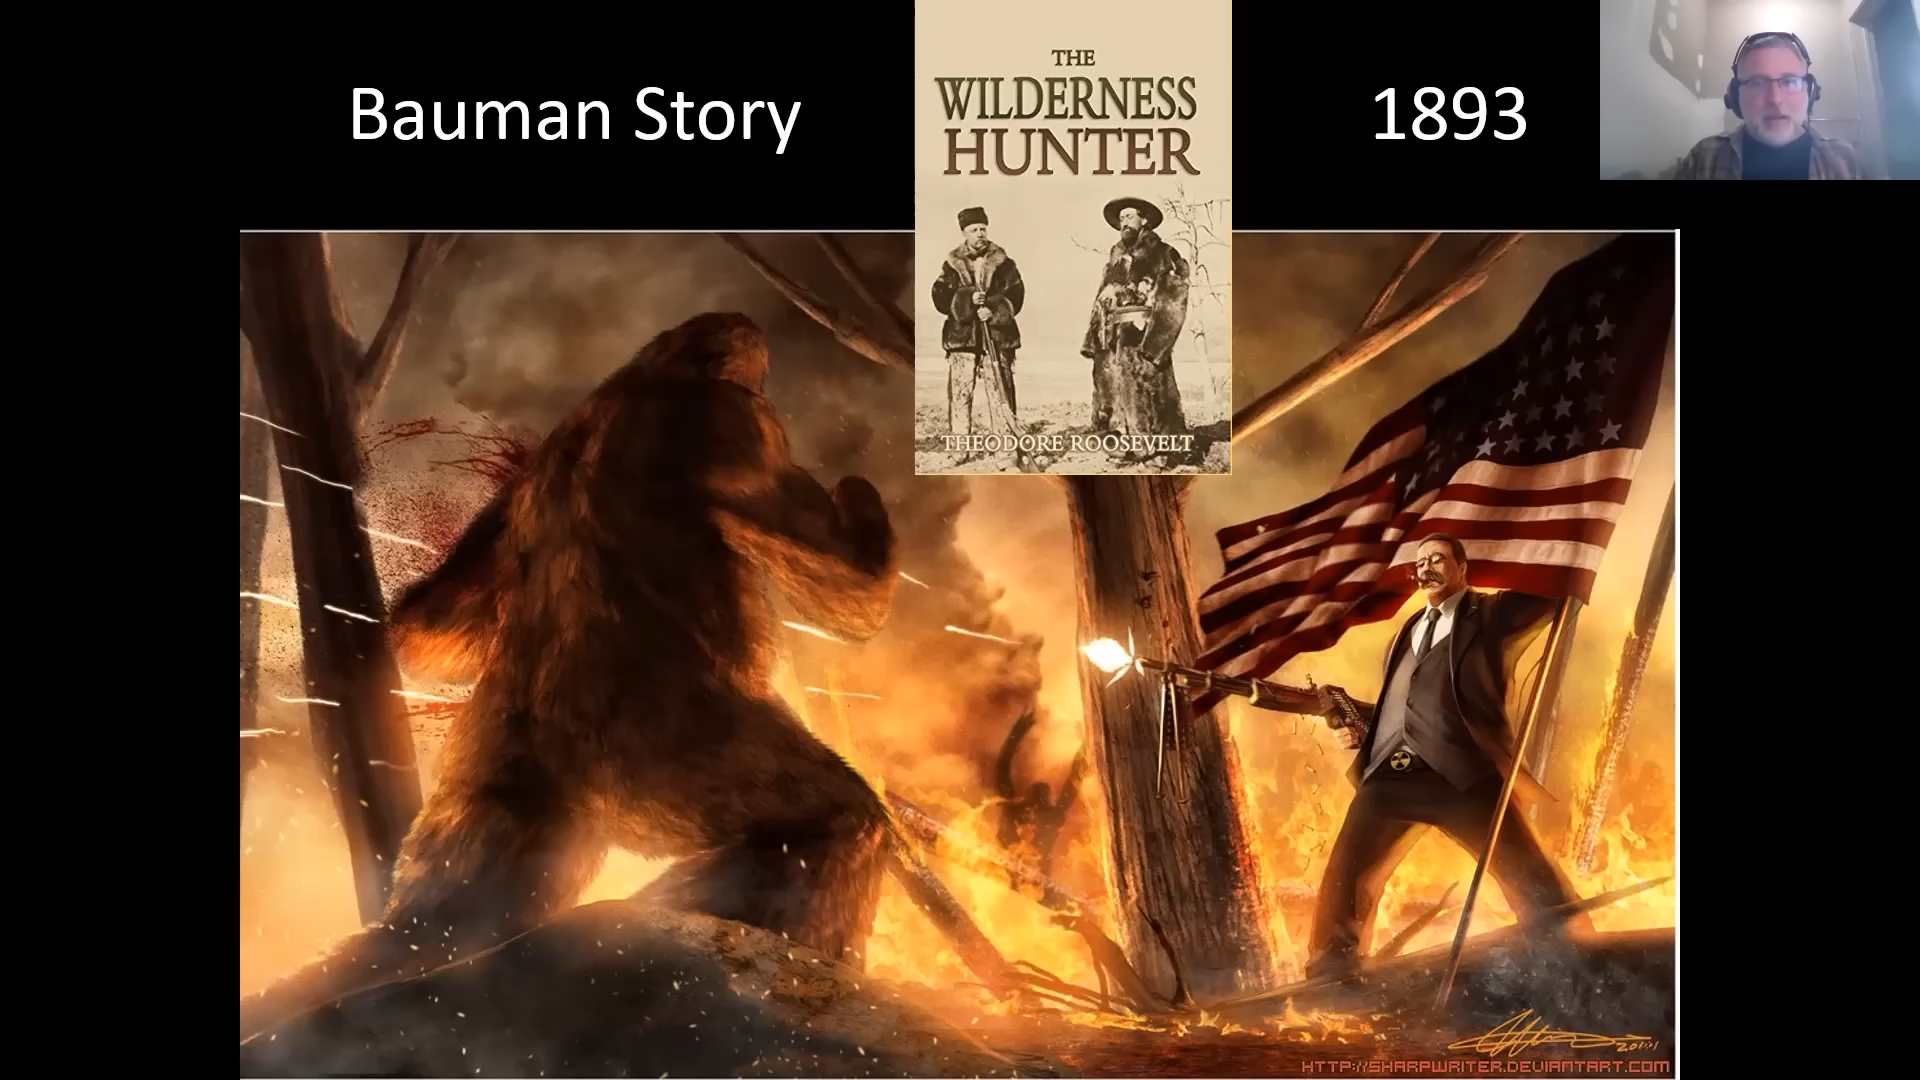 Bauman Story
THE
WILDERNESS
HUNTER
THEODORE ROOSEVELT
1893
HTTP://SHARPWRITER.DEVIANTART.COM